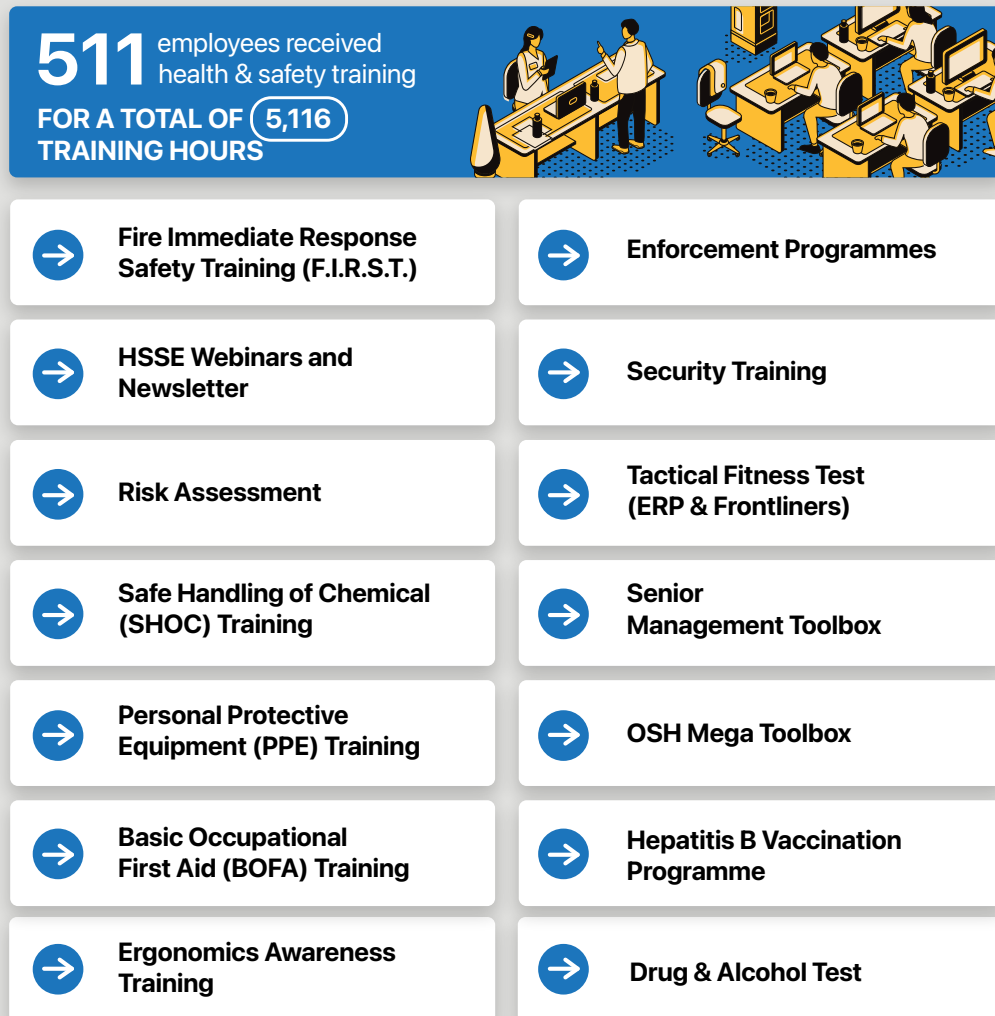 511 employees received
health & safety training
FOR A TOTAL OF 5,116
TRAINING HOURS
Fire Immediate Response
Safety Training (F.I.R.S.T.)
Enforcement Programmes
HSSE Webinars and
Newsletter
Security Training
Risk Assessment
Tactical Fitness Test
(ERP & Frontliners)
Safe Handling of Chemical
(SHOC) Training
Senior
Management Toolbox
Personal Protective
Equipment (PPE) Training
OSH Mega Toolbox
Basic Occupational
First Aid (BOFA) Training
Hepatitis B Vaccination
Programme
Ergonomics Awareness
Training
Drug & Alcohol Test